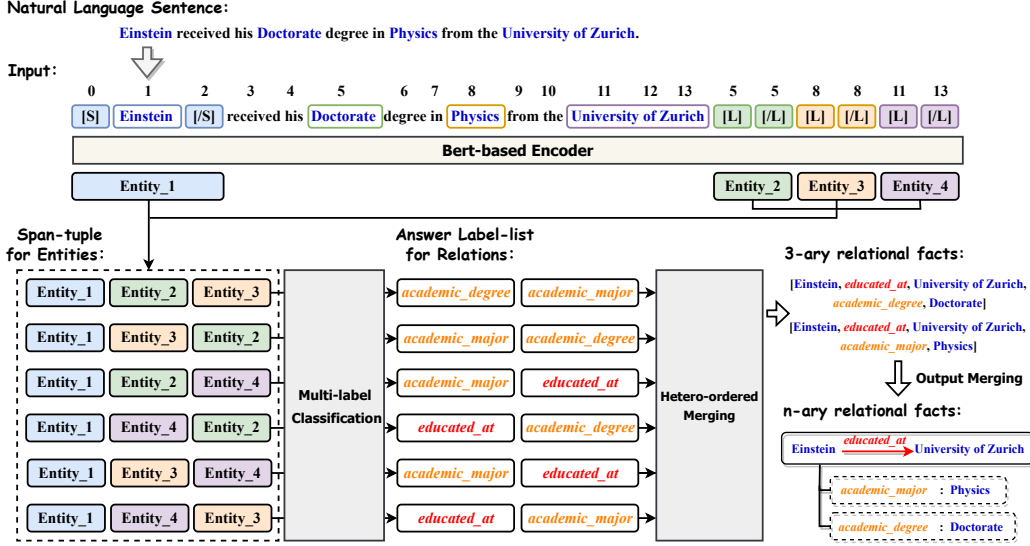 Natural Language Sentence:
Einstein received his Doctorate degree in Physics from the University of Zurich.
Input:
0 1 2 3 4 5 6 7 8 9 10 11 12 13 5 5 8 8 11 13
[S] Einstein [/S] received his Doctorate degree in Physics from the University of Zurich [L] [/L] [L] [/L] [L] [/L]
Bert-based Encoder
Entity_1 Entity_2 Entity_3 Entity_4
Span-tuple
for Entities:
Answer Label-list
for Relations:
Entity_1 Entity_2 Entity_3 academic_degree academic_major
Entity_1 Entity_3 Entity_2 academic_major academic_degree
Entity_1 Entity_2 Entity_4 academic_major educated_at
Entity_1 Entity_4 Entity_2 educated_at academic_degree
Entity_1 Entity_3 Entity_4 academic_major educated_at
Entity_1 Entity_4 Entity_3 educated_at academic_major
Multi-label
Classification
Hetero-ordered
Merging
3-ary relational facts:
[Einstein, educated_at, University of Zurich,
academic_degree, Doctorate]
[Einstein, educated_at, University of Zurich,
academic_major, Physics]
Output Merging
n-ary relational facts:
educated_at
Einstein University of Zurich
academic_major : Physics
academic_degree : Doctorate